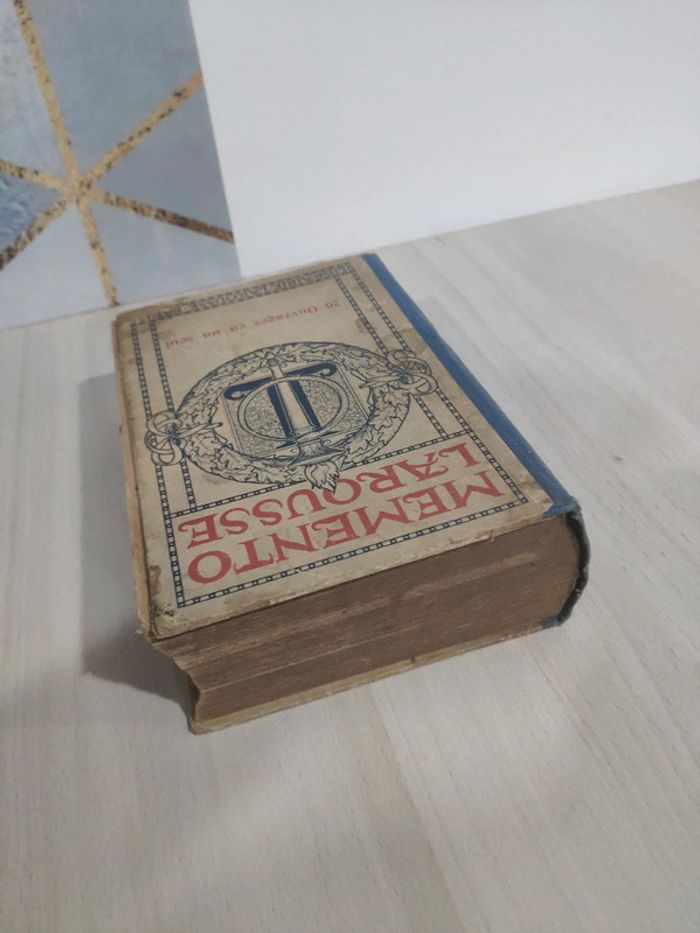 MEMENTO
LAROUSSE
20 Ouvrages en un seul